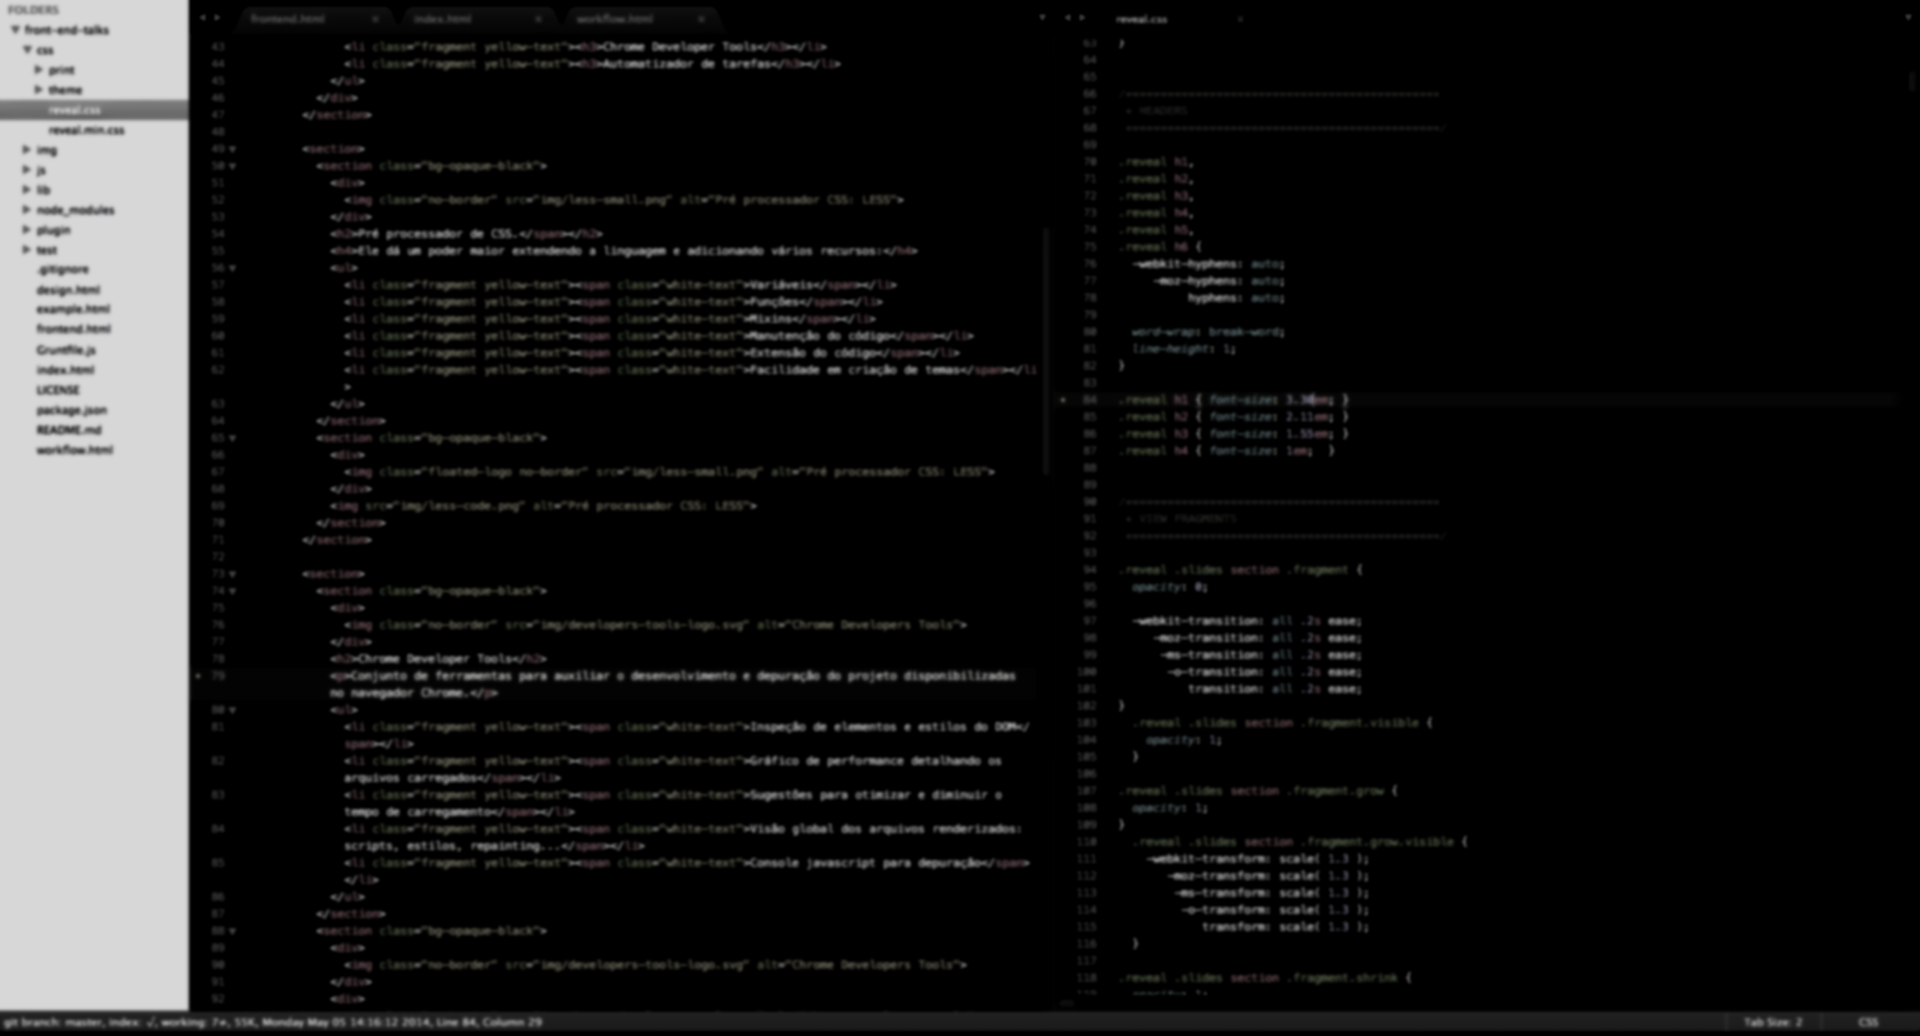 FOLDERS
front-end-talks
css
print
theme
reveal.css
reveal.min.css
img
js
lib
node_modules
plugin
test
.gitignore
design.html
example.html
frontend.html
Gruntfile.js
index.html
LICENSE
package.json
README.md
workflow.html
frontend.html
index.html
workflow.html
43 <li class="fragment yellow-text"><h3>Chrome Developer Tools</h3></li>
44 <li class="fragment yellow-text"><h3>Automatizador de tarefas</h3></li>
45 </ul>
46 </div>
47 </section>
48
49 <section>
50 <section class="bg-opaque-black">
51 <div>
52 <img class="no-border" src="img/less-small.png" alt="Pré processador CSS: LESS">
53 </div>
54 <h2>Pré processador de CSS.</span></h2>
55 <h4>Ele dá um poder maior extendendo a linguagem e adicionando vários recursos:</h4>
56 <ul>
57 <li class="fragment yellow-text"><span class="white-text">Variáveis</span></li>
58 <li class="fragment yellow-text"><span class="white-text">Funções</span></li>
59 <li class="fragment yellow-text"><span class="white-text">Mixins</span></li>
60 <li class="fragment yellow-text"><span class="white-text">Manutenção do código</span></li>
61 <li class="fragment yellow-text"><span class="white-text">Extensão do código</span></li>
62 <li class="fragment yellow-text"><span class="white-text">Facilidade em criação de temas</span></li
>
63 </ul>
64 </section>
65 <section class="bg-opaque-black">
66 <div>
67 <img class="floated-logo no-border" src="img/less-small.png" alt="Pré processador CSS: LESS">
68 </div>
69 <img src="img/less-code.png" alt="Pré processador CSS: LESS">
70 </section>
71 </section>
72
73 <section>
74 <section class="bg-opaque-black">
75 <div>
76 <img class="no-border" src="img/developers-tools-logo.svg" alt="Chrome Developers Tools">
77 </div>
78 <h2>Chrome Developer Tools</h2>
79 <p>Conjunto de ferramentas para auxiliar o desenvolvimento e depuração do projeto disponibilizadas
no navegador Chrome.</p>
80 <ul>
81 <li class="fragment yellow-text"><span class="white-text">Inspeção de elementos e estilos do DOM</
span></li>
82 <li class="fragment yellow-text"><span class="white-text">Gráfico de performance detalhando os
arquivos carregados</span></li>
83 <li class="fragment yellow-text"><span class="white-text">Sugestões para otimizar e diminuir o
tempo de carregamento</span></li>
84 <li class="fragment yellow-text"><span class="white-text">Visão global dos arquivos renderizados:
scripts, estilos, repainting...</span></li>
85 <li class="fragment yellow-text"><span class="white-text">Console javascript para depuração</span>
</li>
86 </ul>
87 </section>
88 <section class="bg-opaque-black">
89 <div>
90 <img class="no-border" src="img/developers-tools-logo.svg" alt="Chrome Developers Tools">
91 </div>
92 <div>
reveal.css
63 }
64
65
66 /*********************************************
67 * HEADERS
68 *********************************************/
69
70 .reveal h1,
71 .reveal h2,
72 .reveal h3,
73 .reveal h4,
74 .reveal h5,
75 .reveal h6 {
76 -webkit-hyphens: auto;
77 -moz-hyphens: auto;
78 hyphens: auto;
79
80 word-wrap: break-word;
81 line-height: 1;
82 }
83
84 .reveal h1 { font-size: 3.30em; }
85 .reveal h2 { font-size: 2.11em; }
86 .reveal h3 { font-size: 1.55em; }
87 .reveal h4 { font-size: 1em; }
88
89
90 /*********************************************
91 * VIEW FRAGMENTS
92 *********************************************/
93
94 .reveal .slides section .fragment {
95 opacity: 0;
96
97 -webkit-transition: all .2s ease;
98 -moz-transition: all .2s ease;
99 -ms-transition: all .2s ease;
100 -o-transition: all .2s ease;
101 transition: all .2s ease;
102 }
103 .reveal .slides section .fragment.visible {
104 opacity: 1;
105 }
106
107 .reveal .slides section .fragment.grow {
108 opacity: 1;
109 }
110 .reveal .slides section .fragment.grow.visible {
111 -webkit-transform: scale( 1.3 );
112 -moz-transform: scale( 1.3 );
113 -ms-transform: scale( 1.3 );
114 -o-transform: scale( 1.3 );
115 transform: scale( 1.3 );
116 }
117
118 .reveal .slides section .fragment.shrink {
git branch: master, index: √, working: 7≠, 55K, Monday May 05 14:16:12 2014, Line 84, Column 29
Tab Size: 2
CSS